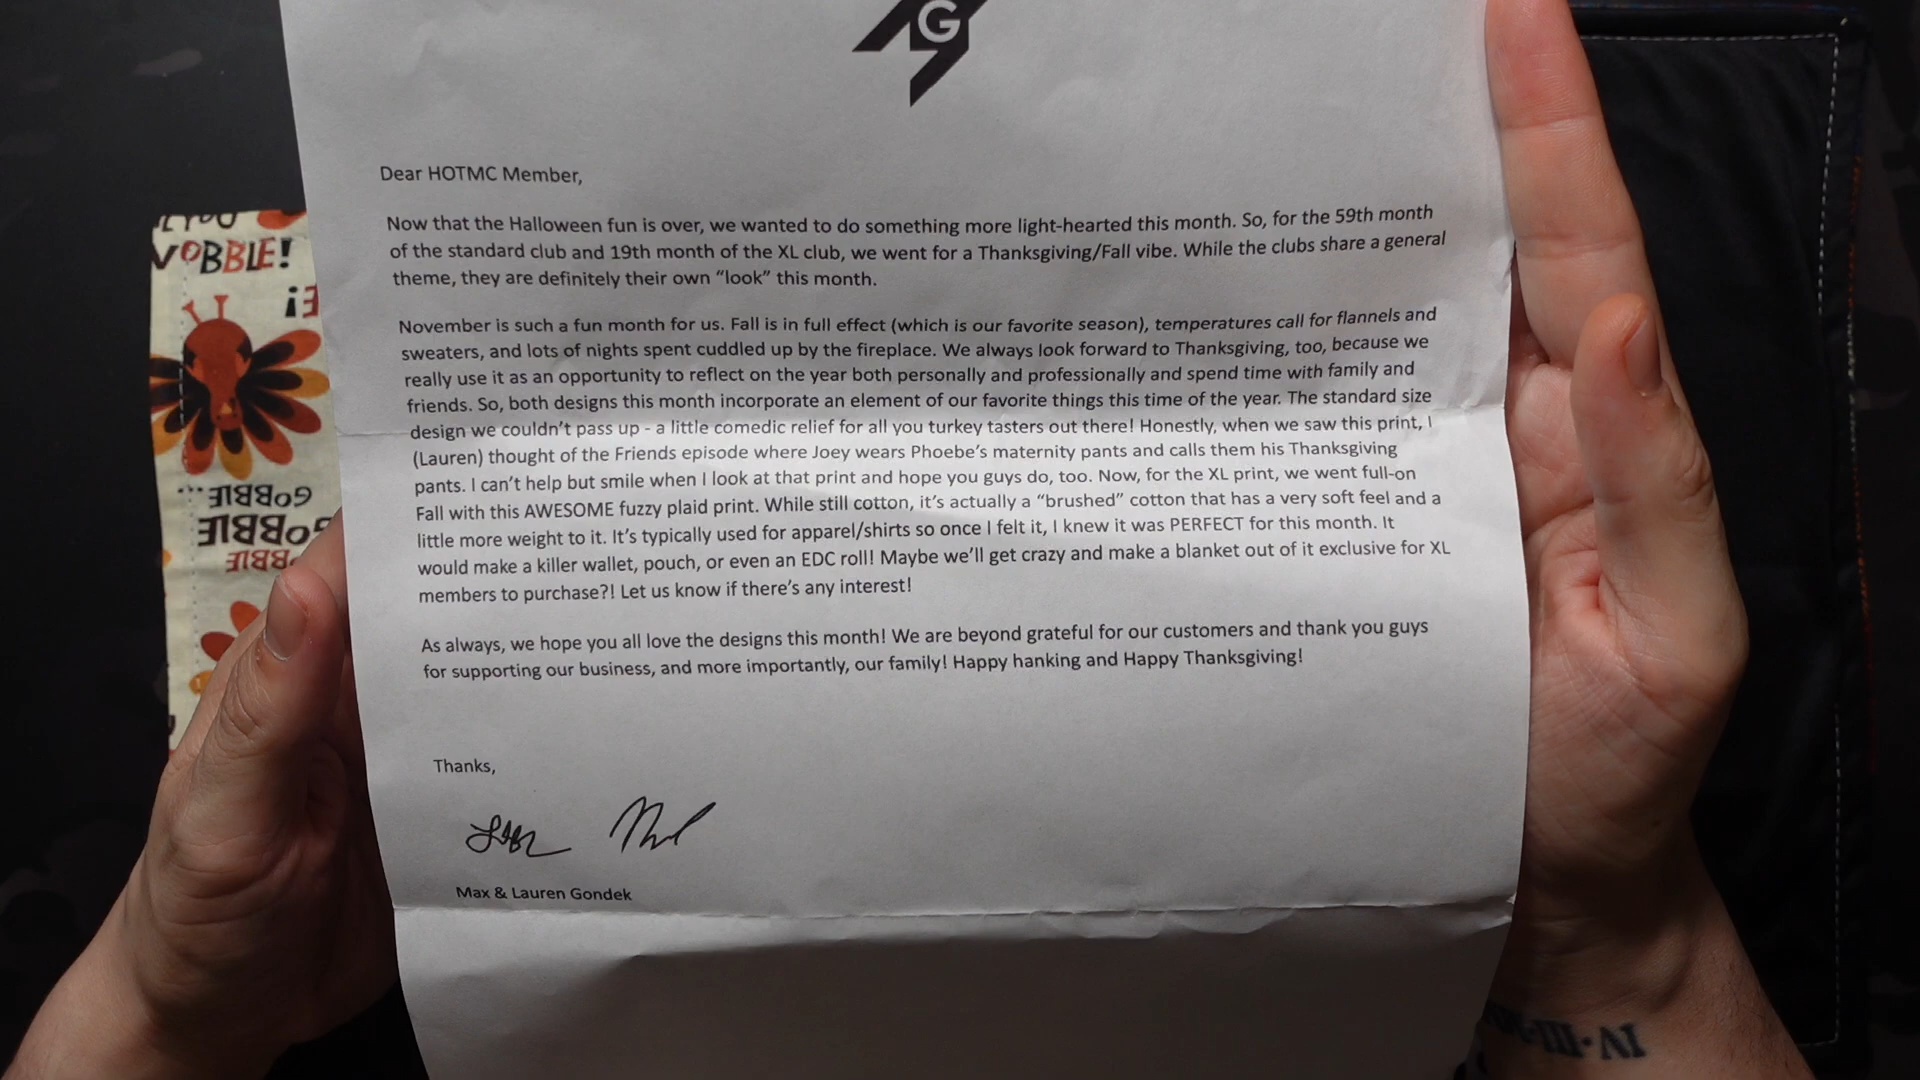 G
Dear HOTMC Member,
Now that the Halloween fun is over, we wanted to do something more light-hearted this month. So, for the 59th month
of the standard club and 19th month of the XL club, we went for a Thanksgiving/Fall vibe. While the clubs share a general
theme, they are definitely their own “look” this month.
November is such a fun month for us. Fall is in full effect (which is our favorite season), temperatures call for flannels and
sweaters, and lots of nights spent cuddled up by the fireplace. We always look forward to Thanksgiving, too, because we
really use it as an opportunity to reflect on the year both personally and professionally and spend time with family and
friends. So, both designs this month incorporate an element of our favorite things this time of the year. The standard size
design we couldn’t pass up - a little comedic relief for all you turkey tasters out there! Honestly, when we saw this print, I
(Lauren) thought of the Friends episode where Joey wears Phoebe’s maternity pants and calls them his Thanksgiving
pants. I can’t help but smile when I look at that print and hope you guys do, too. Now, for the XL print, we went full-on
Fall with this AWESOME fuzzy plaid print. While still cotton, it’s actually a “brushed” cotton that has a very soft feel and a
little more weight to it. It’s typically used for apparel/shirts so once I felt it, I knew it was PERFECT for this month. It
would make a killer wallet, pouch, or even an EDC roll! Maybe we’ll get crazy and make a blanket out of it exclusive for XL
members to purchase?! Let us know if there’s any interest!
As always, we hope you all love the designs this month! We are beyond grateful for our customers and thank you guys
for supporting our business, and more importantly, our family! Happy hanking and Happy Thanksgiving!
Thanks,
Max & Lauren Gondek
YOU
WOBBLE!
GOBBLE...
GOBBLE